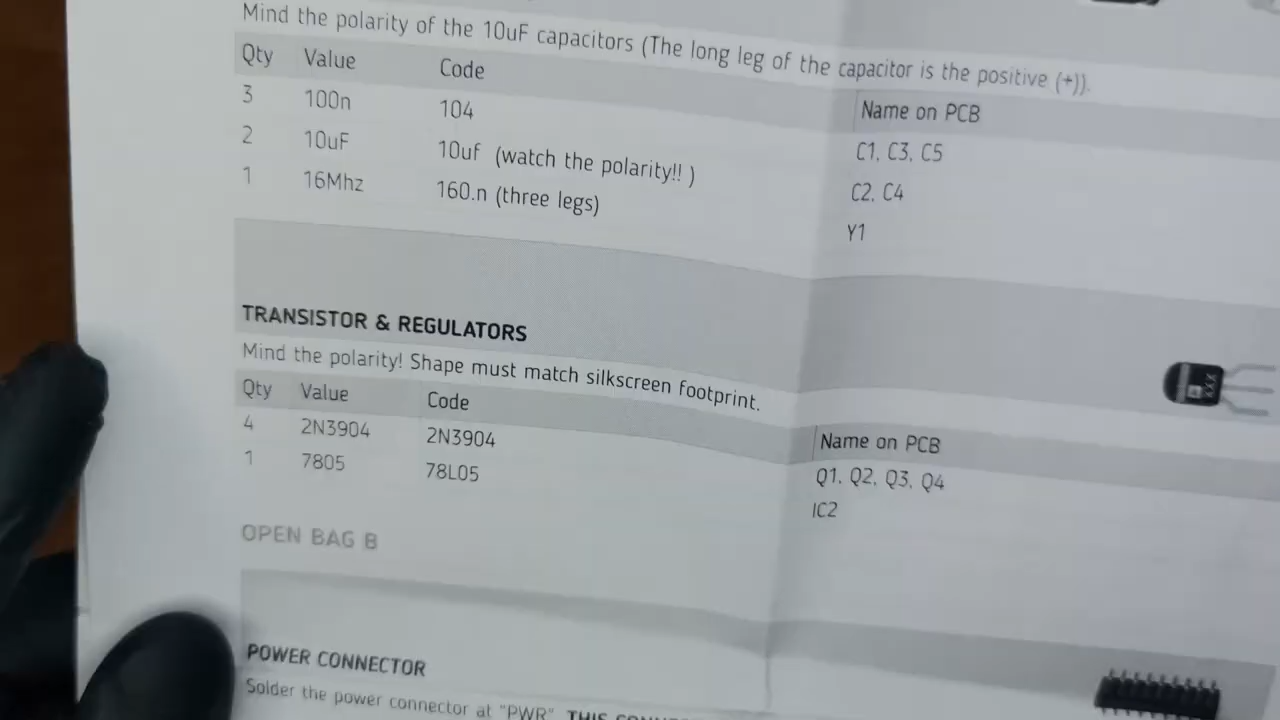 Mind the polarity of the 10uF capacitors (The long leg of the capacitor is the positive (+)).
Qty Value Code Name on PCB
3 100n 104 C1, C3, C5
2 10uF 10uf (watch the polarity!! ) C2, C4
1 16Mhz 160.n (three legs) Y1
TRANSISTOR & REGULATORS
Mind the polarity! Shape must match silkscreen footprint.
Qty Value Code Name on PCB
4 2N3904 2N3904 Q1, Q2, Q3, Q4
1 7805 78L05 IC2
OPEN BAG B
POWER CONNECTOR
Solder the power connector at "PWR". THIS